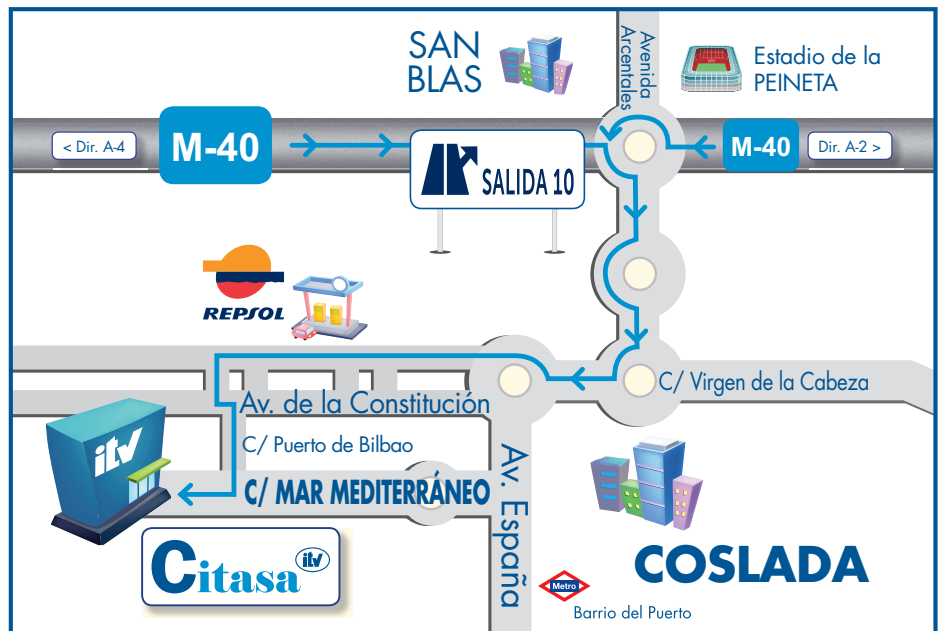 SAN
BLAS
Avenida
Arcentales
Estadio de la
PEINETA
< Dir. A-4
M-40
SALIDA 10
M-40
Dir. A-2 >
REPSOL
C/ Virgen de la Cabeza
Av. de la Constitución
itv
C/ Puerto de Bilbao
C/ MAR MEDITERRÁNEO
Av. España
Citasa itv
COSLADA
Metro
Barrio del Puerto